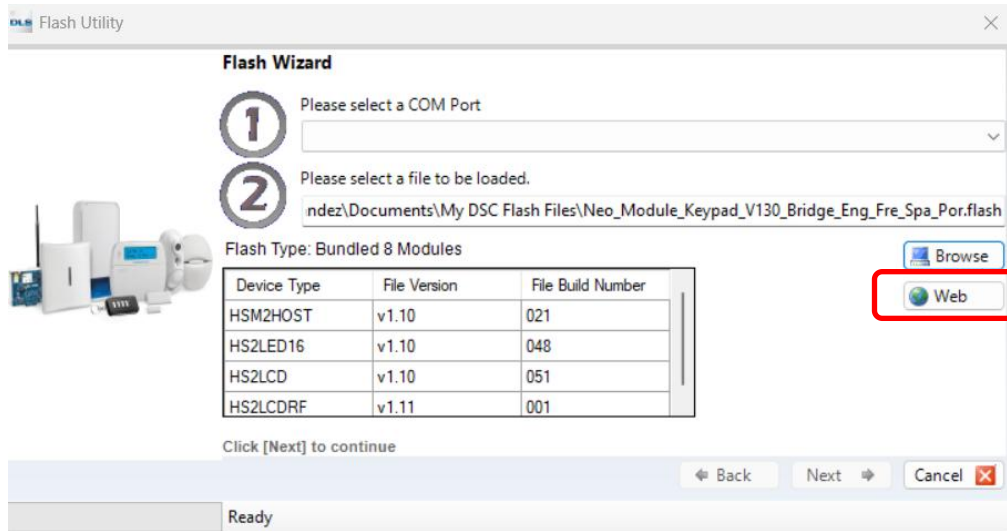 DLS Flash Utility
Flash Wizard
1
Please select a COM Port
2
Please select a file to be loaded.
ndez\Documents\My DSC Flash Files\Neo_Module_Keypad_V130_Bridge_Eng_Fre_Spa_Por.flash
Flash Type: Bundled 8 Modules
Browse
Device Type File Version File Build Number
Web
HSM2HOST v1.10 021
HS2LED16 v1.10 048
HS2LCD v1.10 051
HS2LCDRF v1.11 001
Click [Next] to continue
Back Next Cancel
Ready